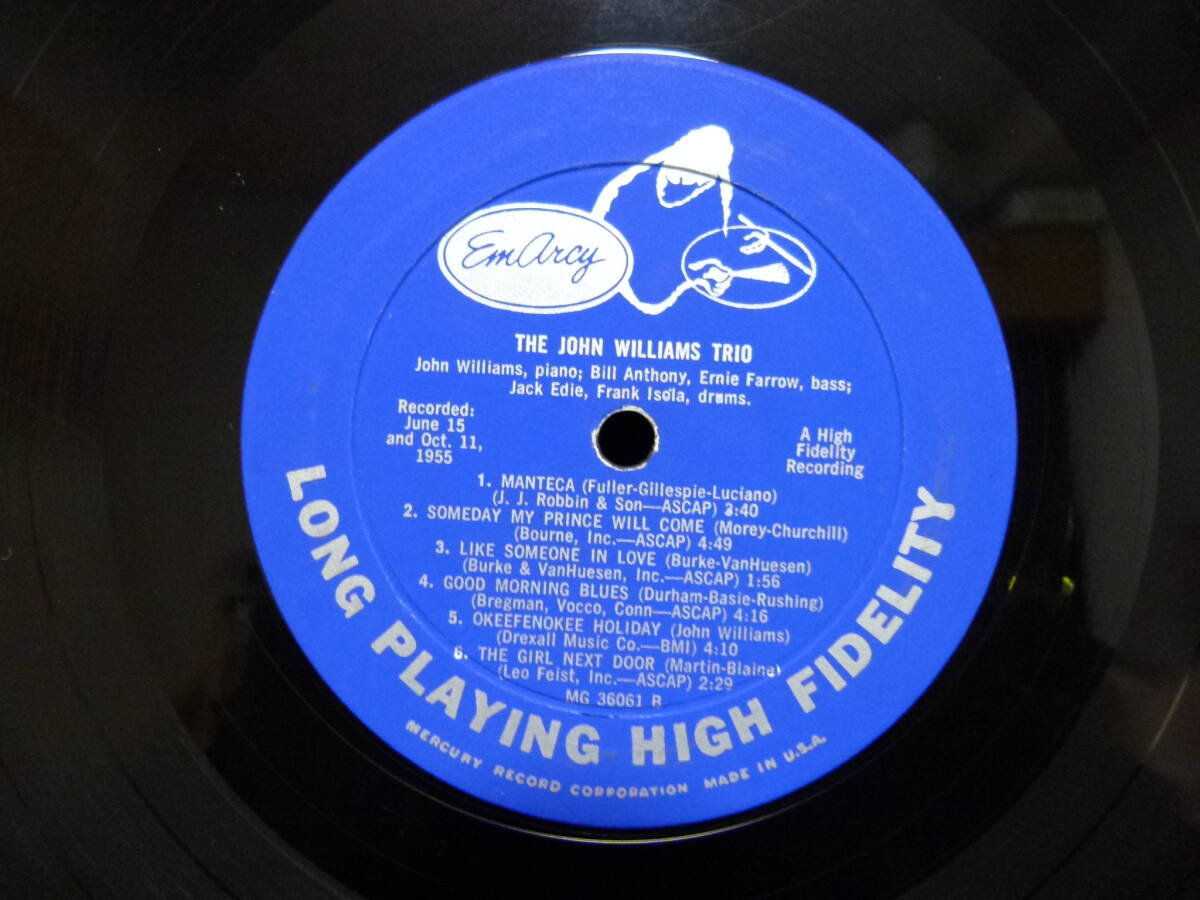 EmArcy
THE JOHN WILLIAMS TRIO
John Williams, piano; Bill Anthony, Ernie Farrow, bass;
Jack Edie, Frank Isola, drums.
Recorded:
June 15
and Oct. 11,
1955
A High
Fidelity
Recording
1. MANTECA (Fuller-Gillespie-Luciano)
(J. J. Robbin & Son—ASCAP) 3:40
2. SOMEDAY MY PRINCE WILL COME (Morey-Churchill)
(Bourne, Inc.—ASCAP) 4:49
3. LIKE SOMEONE IN LOVE (Burke-VanHuesen)
(Burke & VanHuesen, Inc.—ASCAP) 1:56
4. GOOD MORNING BLUES (Durham-Basie-Rushing)
(Bregman, Vocco, Conn—ASCAP) 4:16
5. OKEEFENOKEE HOLIDAY (John Williams)
(Drexall Music Co.—BMI) 4:10
6. THE GIRL NEXT DOOR (Martin-Blaine)
(Leo Feist, Inc.—ASCAP) 2:29
MG 36061 B
LONG PLAYING HIGH FIDELITY
MERCURY RECORD CORPORATION MADE IN U.S.A.